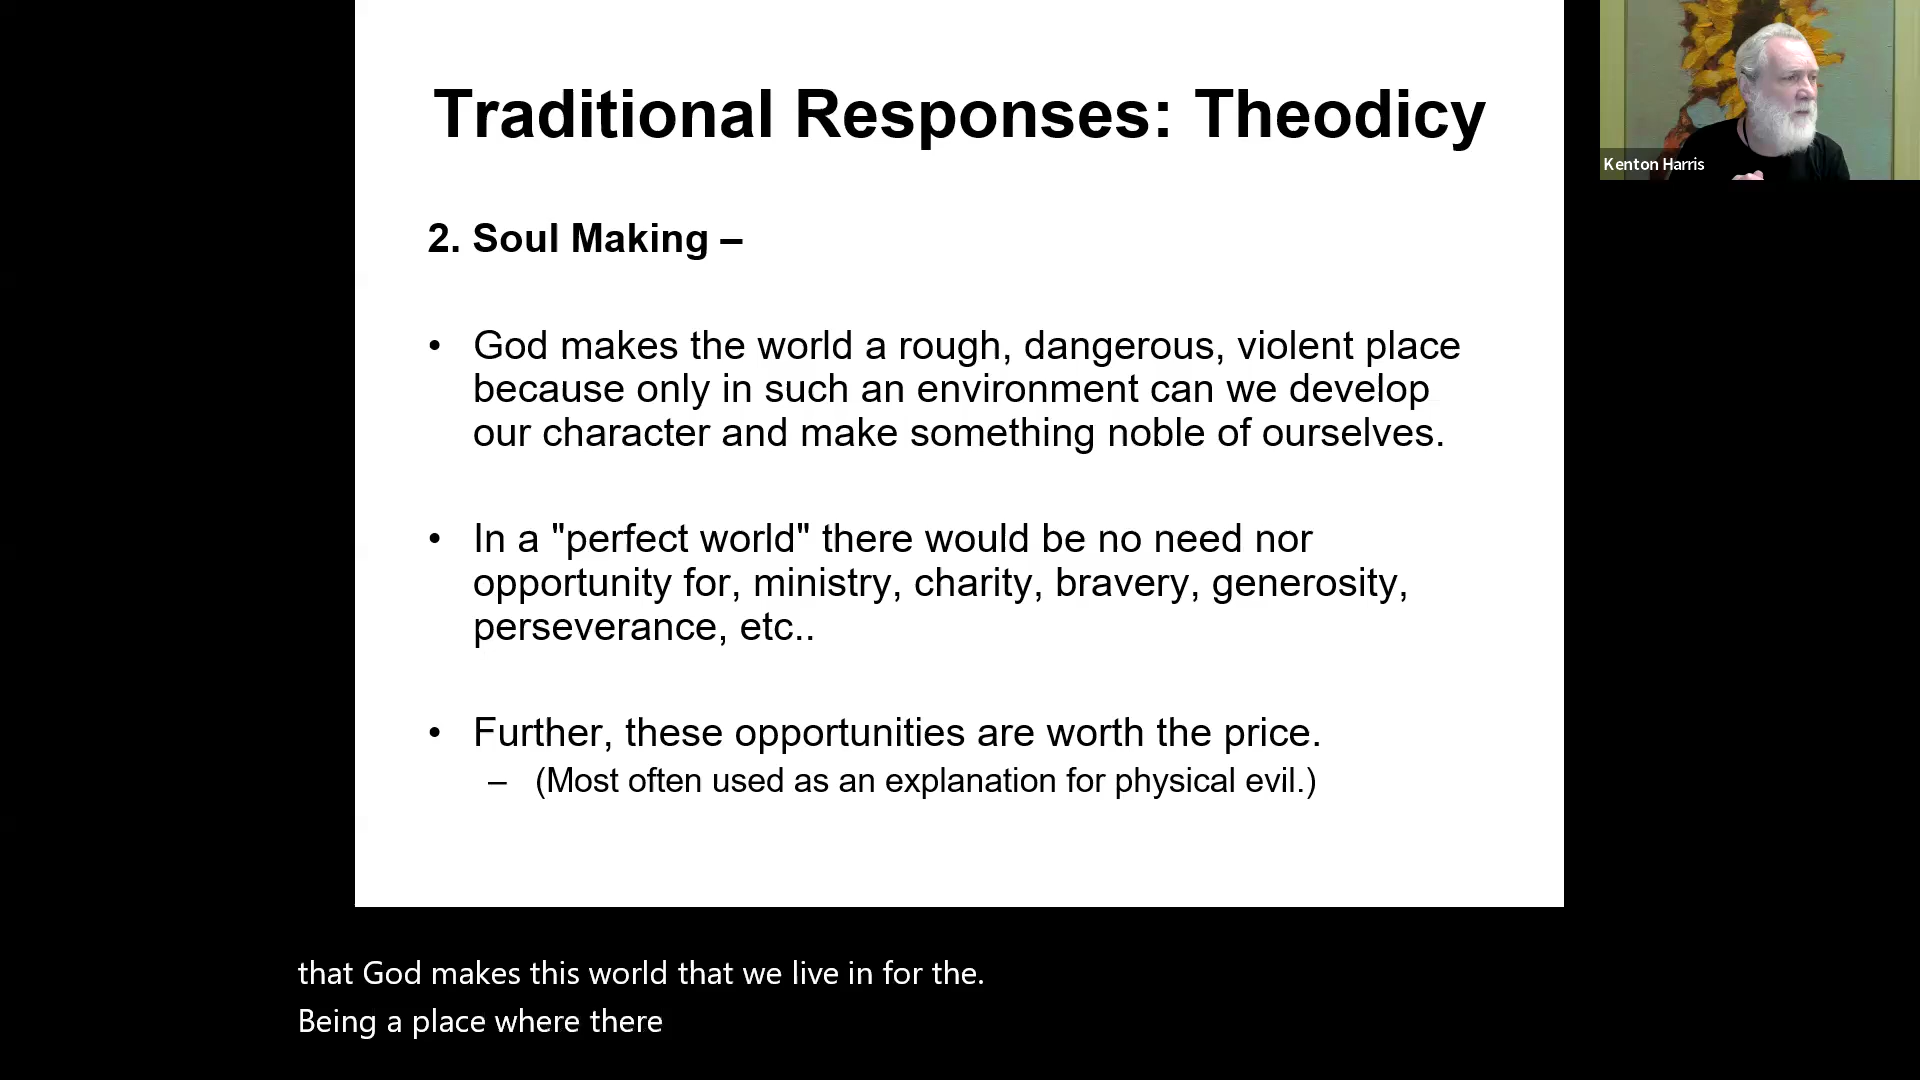 Traditional Responses: Theodicy
Kenton Harris
2. Soul Making –
• God makes the world a rough, dangerous, violent place
because only in such an environment can we develop
our character and make something noble of ourselves.
• In a "perfect world" there would be no need nor
opportunity for, ministry, charity, bravery, generosity,
perseverance, etc..
• Further, these opportunities are worth the price.
– (Most often used as an explanation for physical evil.)
that God makes this world that we live in for the.
Being a place where there